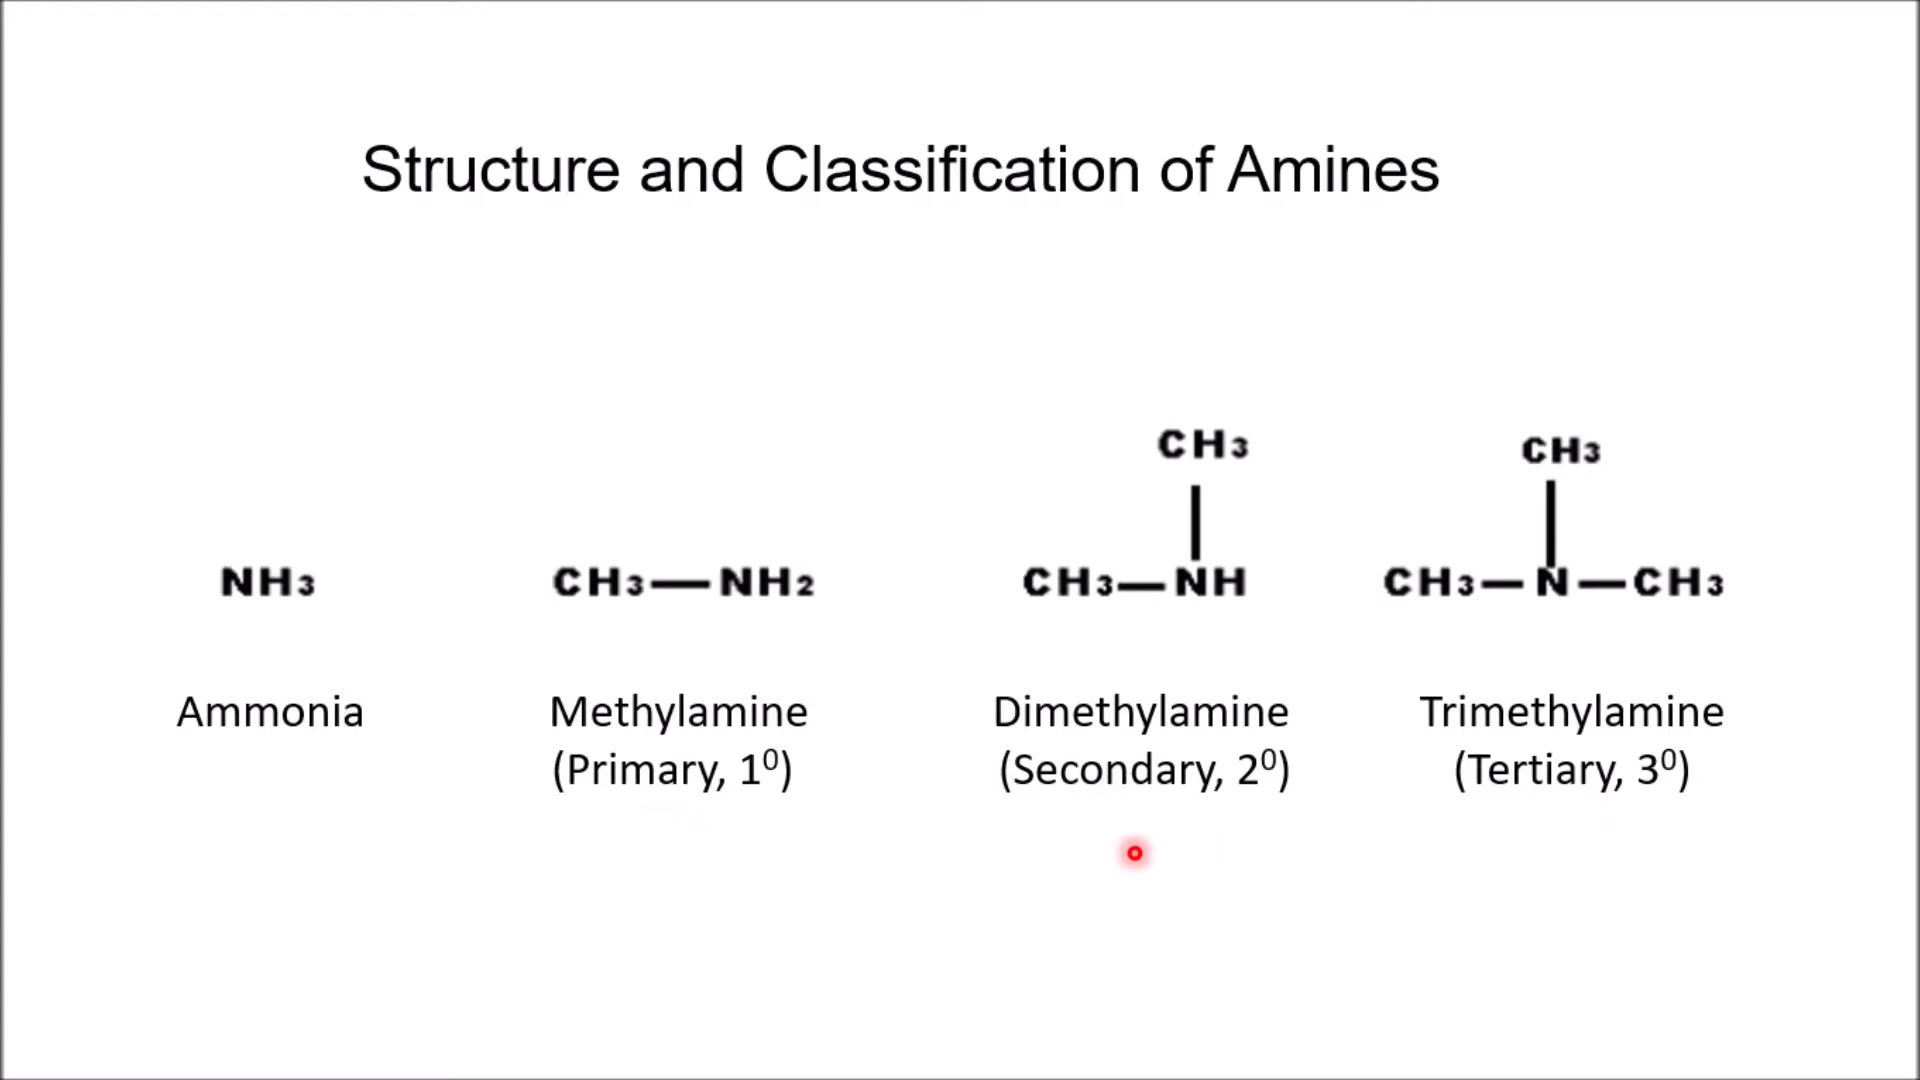 Structure and Classification of Amines
CH3
CH3
NH3
CH3—NH2
CH3—NH
CH3—N—CH3
Ammonia
Methylamine
(Primary, 1⁰)
Dimethylamine
(Secondary, 2⁰)
Trimethylamine
(Tertiary, 3⁰)